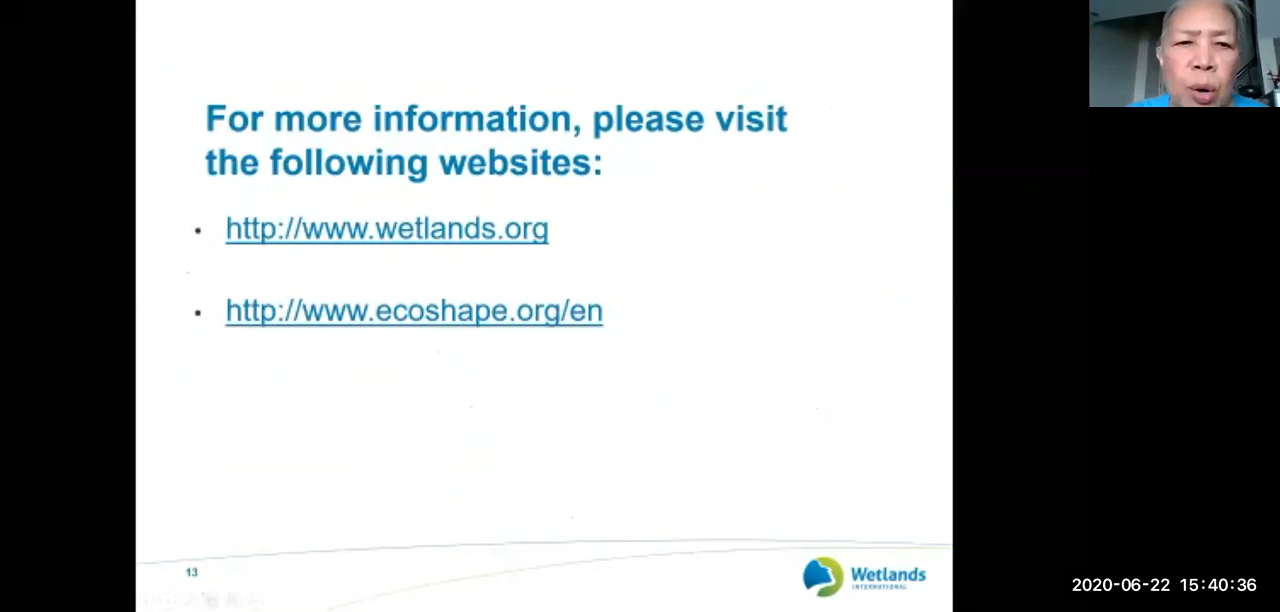 For more information, please visit
the following websites:
• http://www.wetlands.org
• http://www.ecoshape.org/en
13
Wetlands
INTERNATIONAL
2020-06-22 15:40:36